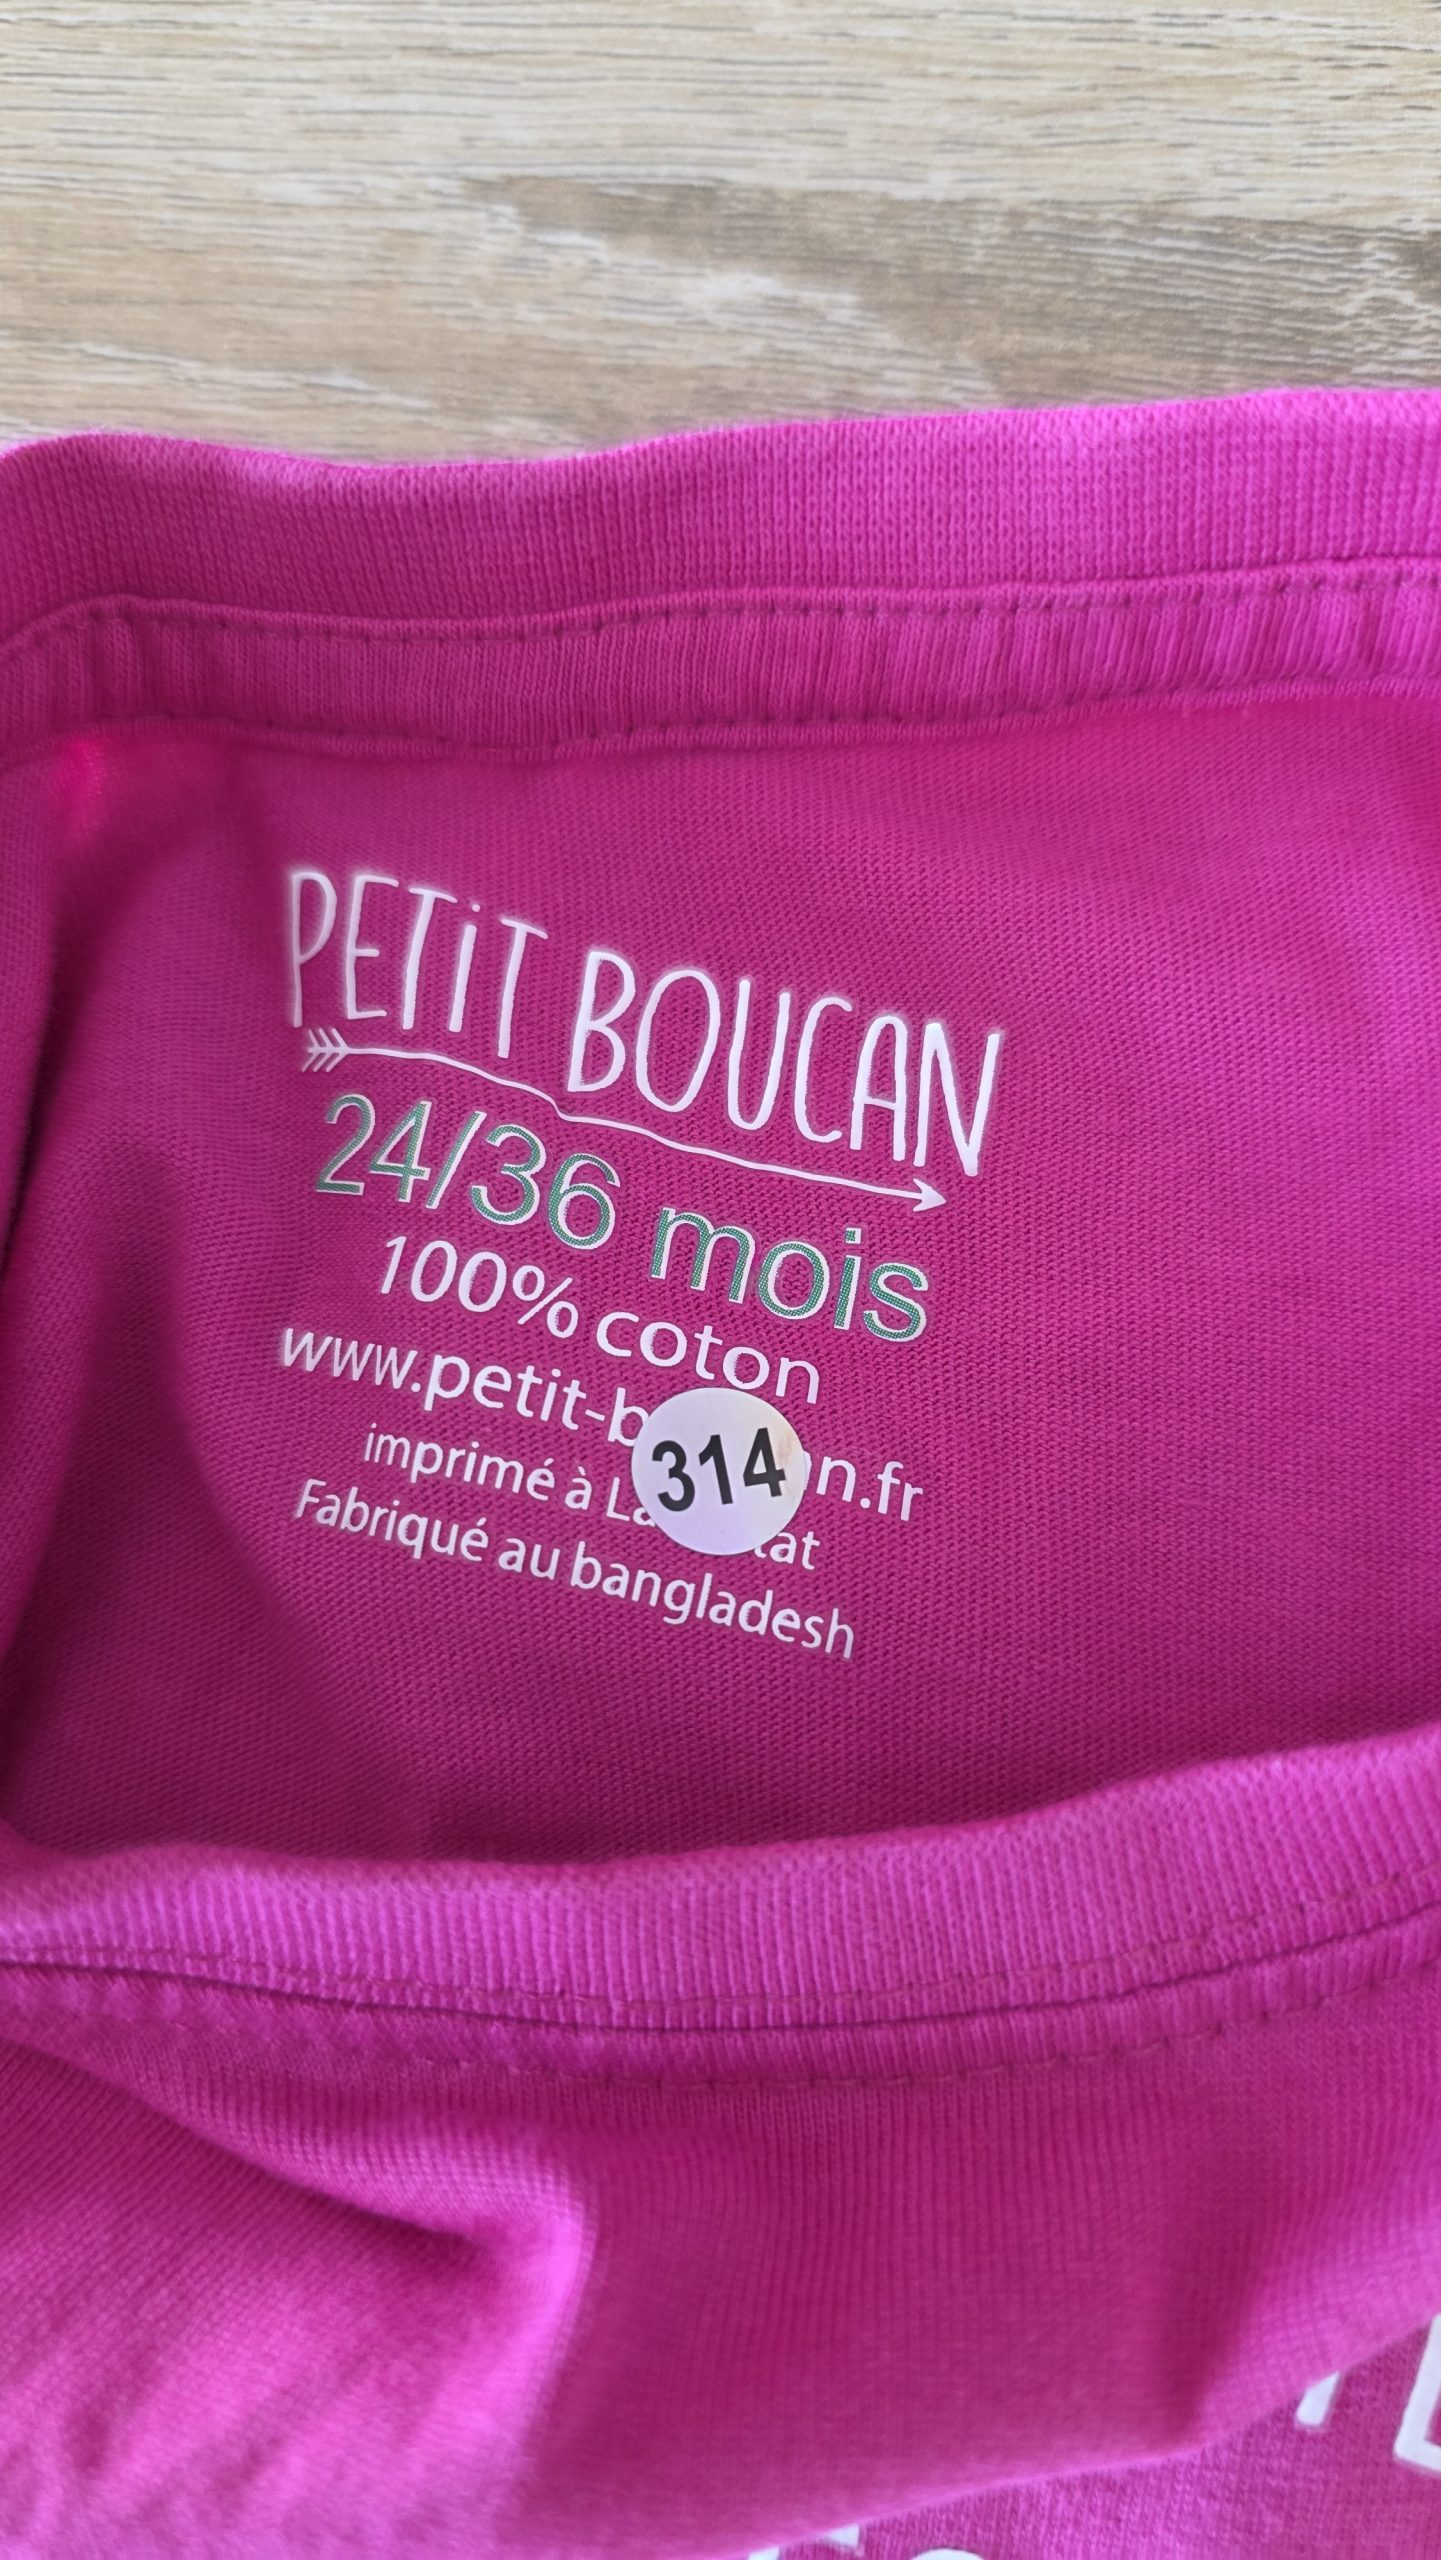 PETiT BOUCAN
24/36 mois
100% coton
www.petit-b n.fr
314
imprimé à La tat
Fabriqué au bangladesh